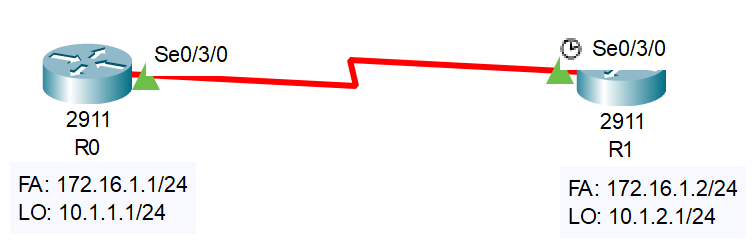 Se0/3/0
Se0/3/0
2911
R0
FA: 172.16.1.1/24
LO: 10.1.1.1/24
2911
R1
FA: 172.16.1.2/24
LO: 10.1.2.1/24